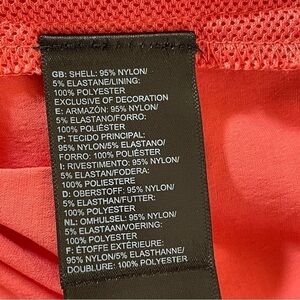 GB: SHELL: 95% NYLON/
5% ELASTANE/LINING:
100% POLYESTER
EXCLUSIVE OF DECORATION
E: ARMAZÓN: 95% NYLON/
5% ELASTANO/FORRO:
100% POLIÉSTER
P: TECIDO PRINCIPAL:
95% NYLON/5% ELASTANO/
FORRO: 100% POLIÉSTER
I: RIVESTIMENTO: 95% NYLON/
5% ELASTAN/FODERA:
100% POLIESTERE
D: OBERSTOFF: 95% NYLON/
5% ELASTHAN/FUTTER:
100% POLYESTER
NL: OMHULSEL: 95% NYLON/
5% ELASTAAN/VOERING:
100% POLYESTER
F: ÉTOFFE EXTÉRIEURE:
95% NYLON/5% ELASTHANNE/
DOUBLURE: 100% POLYESTER